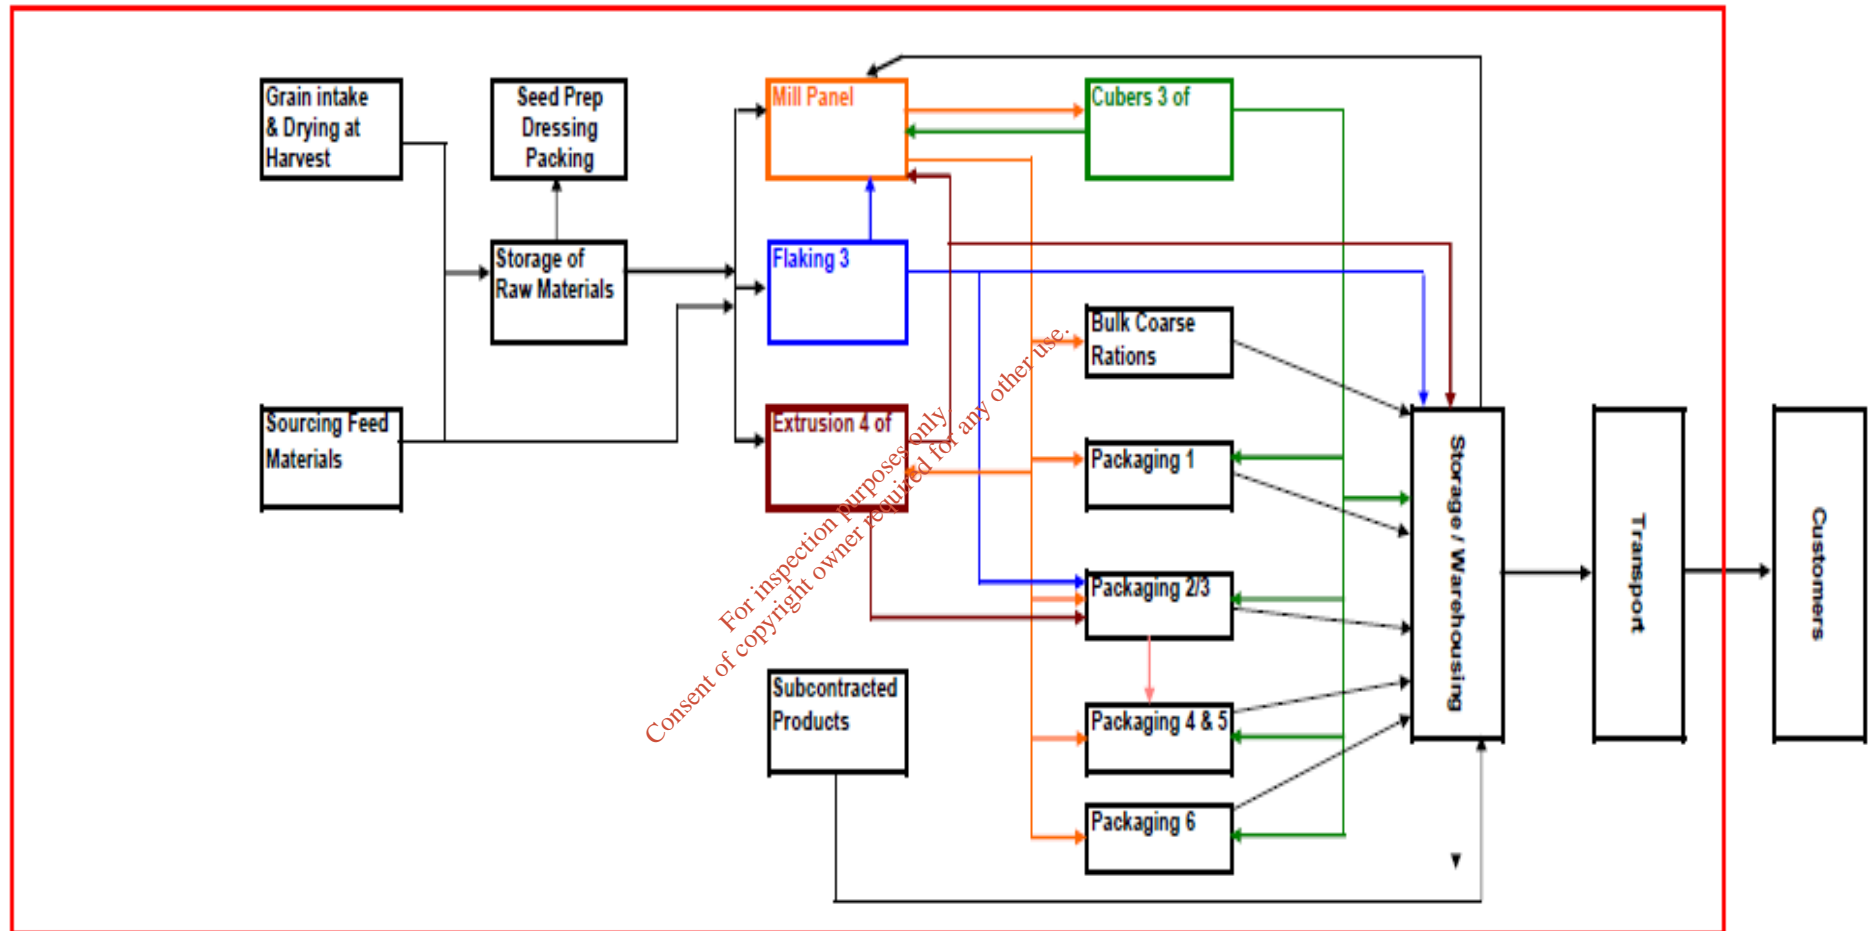 Grain intake
& Drying at
Harvest
Seed Prep
Dressing
Packing
Mill Panel
Cubers 3 of
Storage of
Raw Materials
Flaking 3
Bulk Coarse
Rations
Sourcing Feed
Materials
Extrusion 4 of
Packaging 1
Packaging 2/3
Subcontracted
Products
Packaging 4 & 5
Packaging 6
Storage / Warehousing
Transport
Customers
For inspection purposes only
Consent of copyright owner required for any other use.